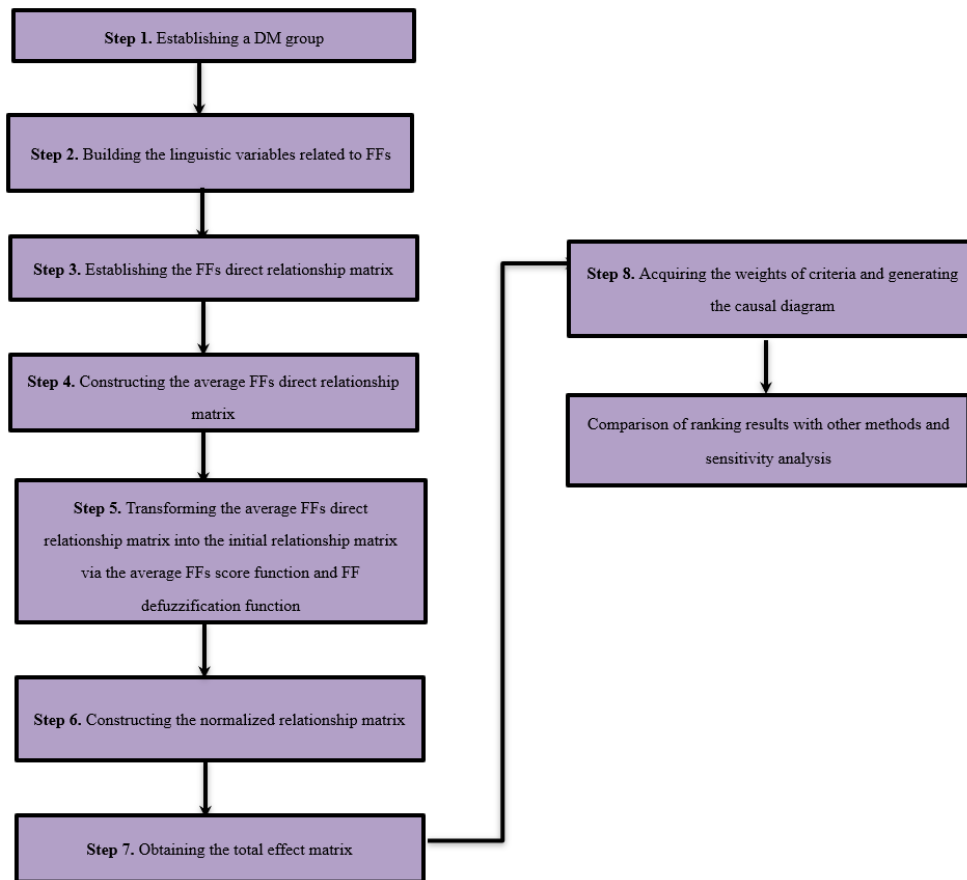 Step 1. Establishing a DM group
Step 2. Building the linguistic variables related to FFs
Step 3. Establishing the FFs direct relationship matrix
Step 4. Constructing the average FFs direct relationship
matrix
Step 5. Transforming the average FFs direct
relationship matrix into the initial relationship matrix
via the average FFs score function and FF
defuzzification function
Step 6. Constructing the normalized relationship matrix
Step 7. Obtaining the total effect matrix
Step 8. Acquiring the weights of criteria and generating
the causal diagram
Comparison of ranking results with other methods and
sensitivity analysis